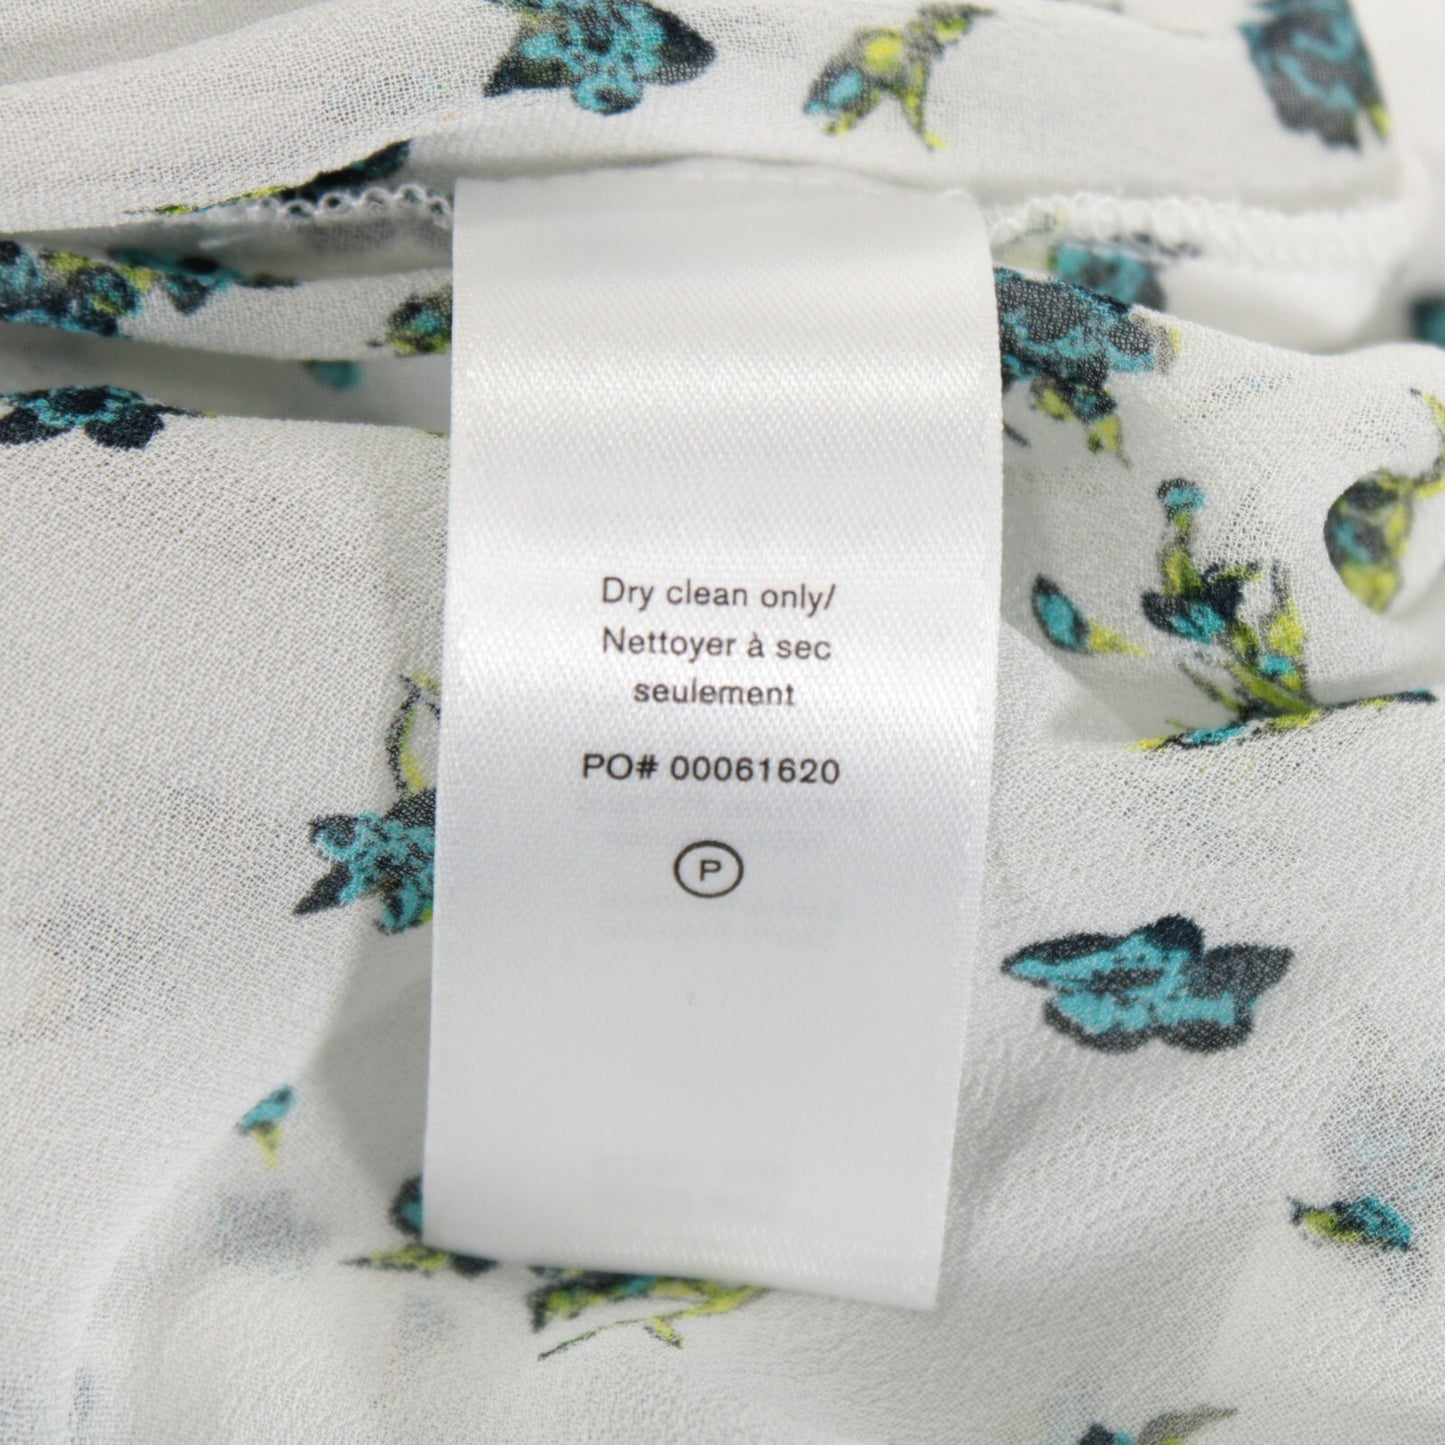 Dry clean only/
Nettoyer à sec
seulement
PO# 00061620
P